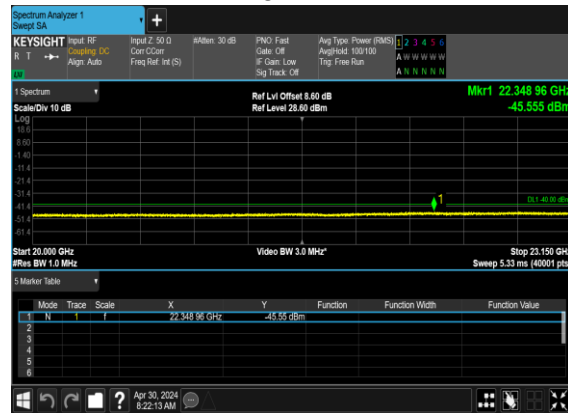 Spectrum Analyzer 1
Swept SA
+
KEYSIGHT Input: RF Input Z: 50 Ω #Atten: 30 dB PNO: Fast Avg Type: Power (RMS) 1 2 3 4 5 6
R T Coupling: DC Corr CCorr Gate: Off Avg|Hold: 100/100 A W W W W W
Align: Auto Freq Ref: Int (S) IF Gain: Low Trig: Free Run
LXI Sig Track: Off A N N N N N
1 Spectrum Ref Lvl Offset 8.60 dB Mkr1 22.348 96 GHz
Scale/Div 10 dB Ref Level 28.60 dBm -45.555 dBm
Log
18.6
8.60
-1.40
-11.4
-21.4
-31.4
1
DL1 -40.00 dBm
-41.4
-51.4
-61.4
Start 20.000 GHz Video BW 3.0 MHz* Stop 23.150 GHz
#Res BW 1.0 MHz Sweep 5.33 ms (40001 pts)
5 Marker Table
Mode Trace Scale X Y Function Function Width Function Value
1 N 1 f 22.348 96 GHz -45.55 dBm
2
3
4
5
6
? Apr 30, 2024
8:22:13 AM